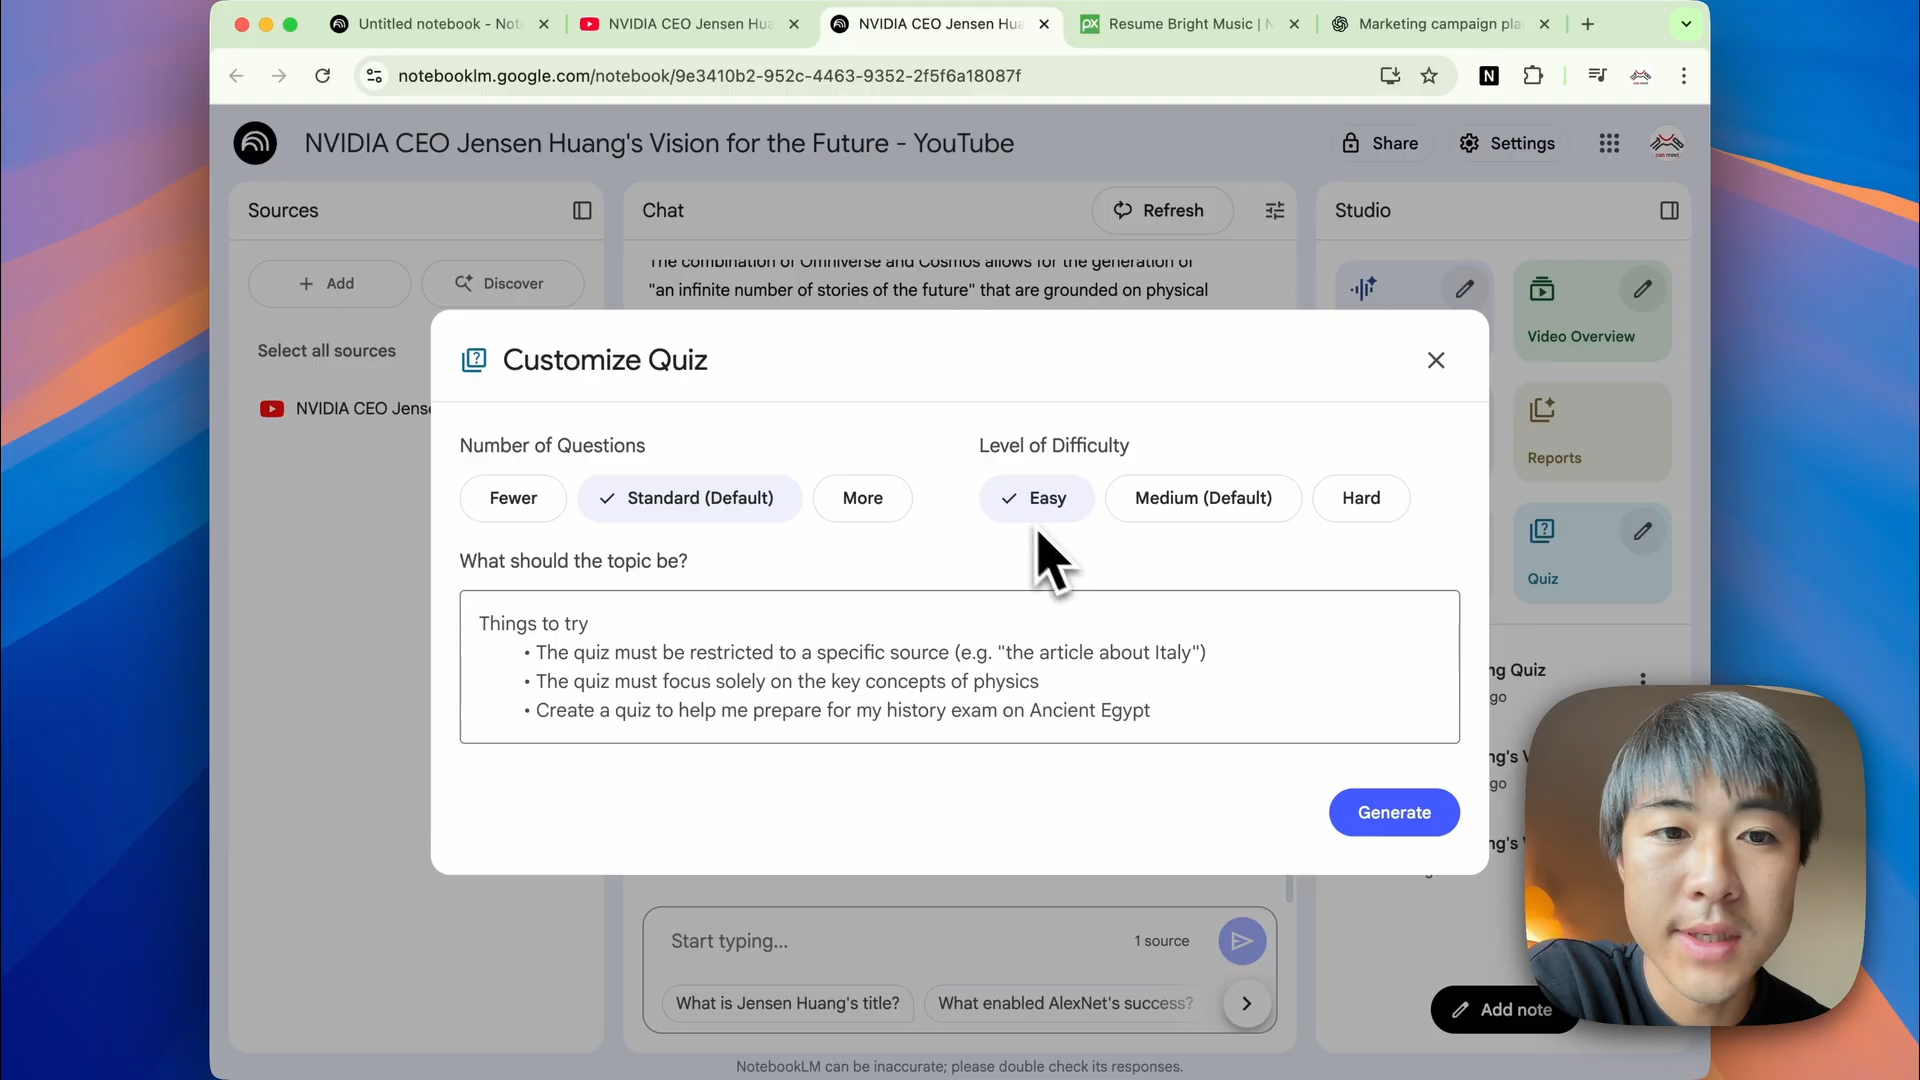 Untitled notebook - Note
NVIDIA CEO Jensen Hua
NVIDIA CEO Jensen Hua
Resume Bright Music | N
Marketing campaign pla
notebooklm.google.com/notebook/9e3410b2-952c-4463-9352-2f5f6a18087f
NVIDIA CEO Jensen Huang's Vision for the Future - YouTube
Share
Settings
Sources
Chat
Refresh
Studio
Add
Discover
The combination of Omniverse and Cosmos allows for the generation of
"an infinite number of stories of the future" that are grounded on physical
Video Overview
Select all sources
NVIDIA CEO Jense
Reports
Quiz
Customize Quiz
Number of Questions
Level of Difficulty
Fewer
Standard (Default)
More
Easy
Medium (Default)
Hard
What should the topic be?
Things to try
• The quiz must be restricted to a specific source (e.g. "the article about Italy")
• The quiz must focus solely on the key concepts of physics
• Create a quiz to help me prepare for my history exam on Ancient Egypt
Generate
ng Quiz
go
ng's V
go
ng's
Start typing...
1 source
What is Jensen Huang's title?
What enabled AlexNet's success?
Add note
NotebookLM can be inaccurate; please double check its responses.